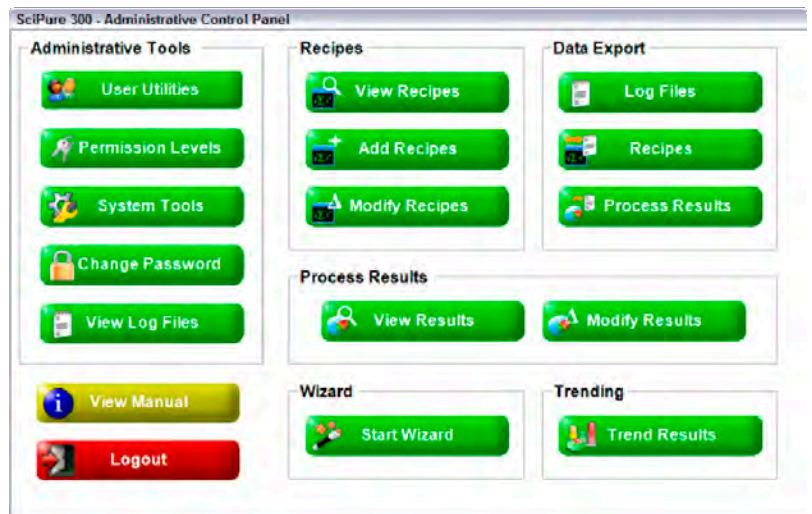 SciPure 300 - Administrative Control Panel
Administrative Tools
User Utilities
Permission Levels
System Tools
Change Password
View Log Files
View Manual
Logout
Recipes
View Recipes
Add Recipes
Modify Recipes
Data Export
Log Files
Recipes
Process Results
Process Results
View Results
Modify Results
Wizard
Start Wizard
Trending
Trend Results